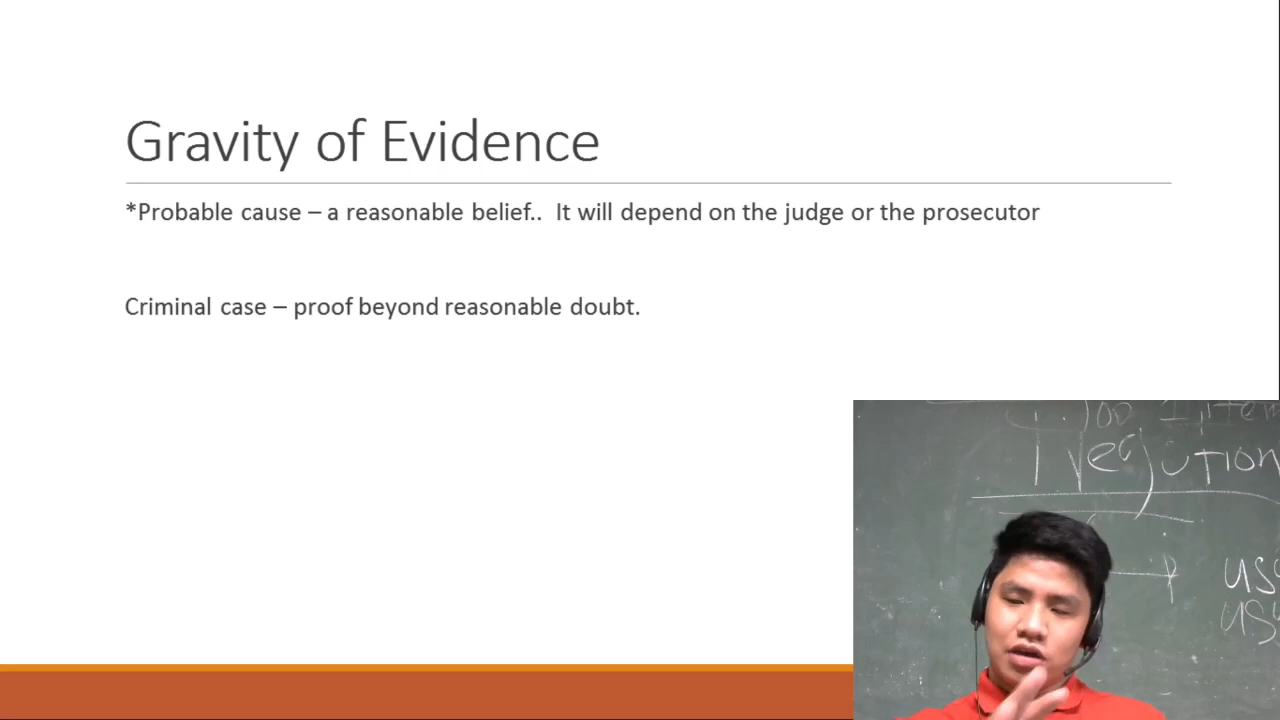 Gravity of Evidence
*Probable cause – a reasonable belief.. It will depend on the judge or the prosecutor
Criminal case – proof beyond reasonable doubt.